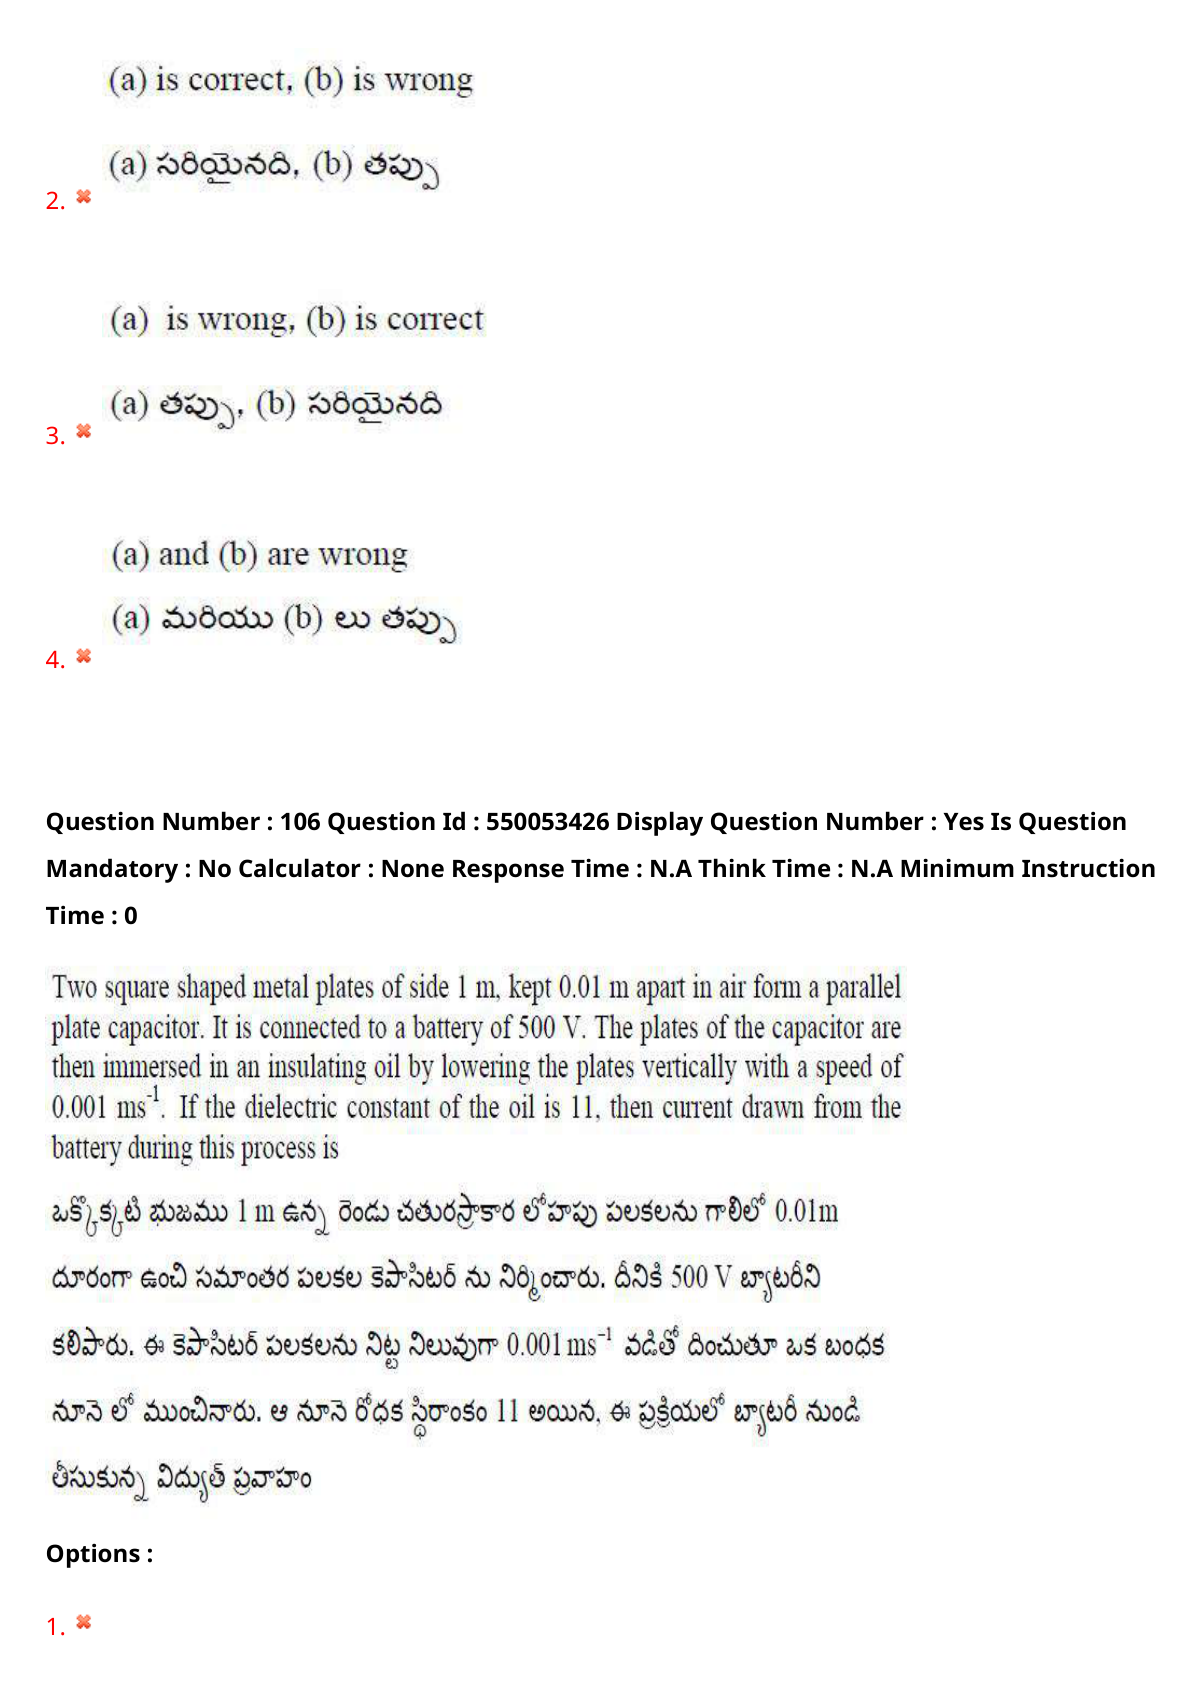 (a) is correct, (b) is wrong
(a) సరియైనది, (b) తప్పు
2.
(a) is wrong, (b) is correct
(a) తప్పు, (b) సరియైనది
3.
(a) and (b) are wrong
(a) మరియు (b) లు తప్పు
4.
Question Number : 106 Question Id : 550053426 Display Question Number : Yes Is Question
Mandatory : No Calculator : None Response Time : N.A Think Time : N.A Minimum Instruction
Time : 0
Two square shaped metal plates of side 1 m, kept 0.01 m apart in air form a parallel
plate capacitor. It is connected to a battery of 500 V. The plates of the capacitor are
then immersed in an insulating oil by lowering the plates vertically with a speed of
0.001 ms⁻¹. If the dielectric constant of the oil is 11, then current drawn from the
battery during this process is
ఒక్కొక్కటి భుజము 1 m ఉన్న రెండు చతురస్రాకార లోహపు పలకలను గాలిలో 0.01m
దూరంగా ఉంచి సమాంతర పలకల కెపాసిటర్ ను నిర్మించారు. దీనికి 500 V బ్యాటరీని
కలిపారు. ఈ కెపాసిటర్ పలకలను నిట్ట నిలువుగా 0.001 ms⁻¹ వడితో దించుతూ ఒక బంధక
నూనె లో ముంచినారు. ఆ నూనె రోధక స్థిరాంకం 11 అయిన, ఈ ప్రక్రియలో బ్యాటరీ నుండి
తీసుకున్న విద్యుత్ ప్రవాహం
Options :
1.